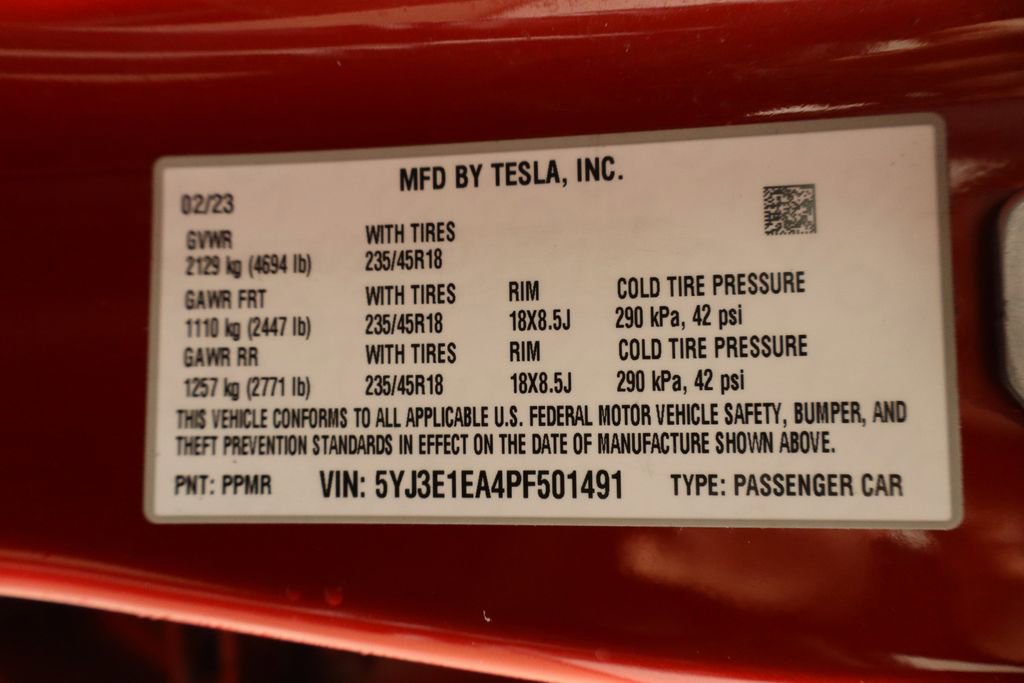 MFD BY TESLA, INC.
02/23
GVWR WITH TIRES
2129 kg (4694 lb) 235/45R18
GAWR FRT WITH TIRES RIM COLD TIRE PRESSURE
1110 kg (2447 lb) 235/45R18 18X8.5J 290 kPa, 42 psi
GAWR RR WITH TIRES RIM COLD TIRE PRESSURE
1257 kg (2771 lb) 235/45R18 18X8.5J 290 kPa, 42 psi
THIS VEHICLE CONFORMS TO ALL APPLICABLE U.S. FEDERAL MOTOR VEHICLE SAFETY, BUMPER, AND
THEFT PREVENTION STANDARDS IN EFFECT ON THE DATE OF MANUFACTURE SHOWN ABOVE.
PNT: PPMR VIN: 5YJ3E1EA4PF501491 TYPE: PASSENGER CAR